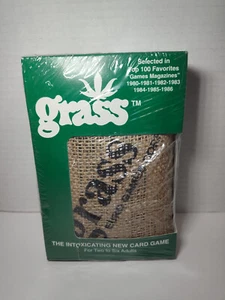 Selected in
Top 100 Favorites
"Games Magazines"
1980-1981-1982-1983
1984-1985-1986
grass™
grass
THE INTOXICATING NEW CARD GAME
For Two to Six Adults